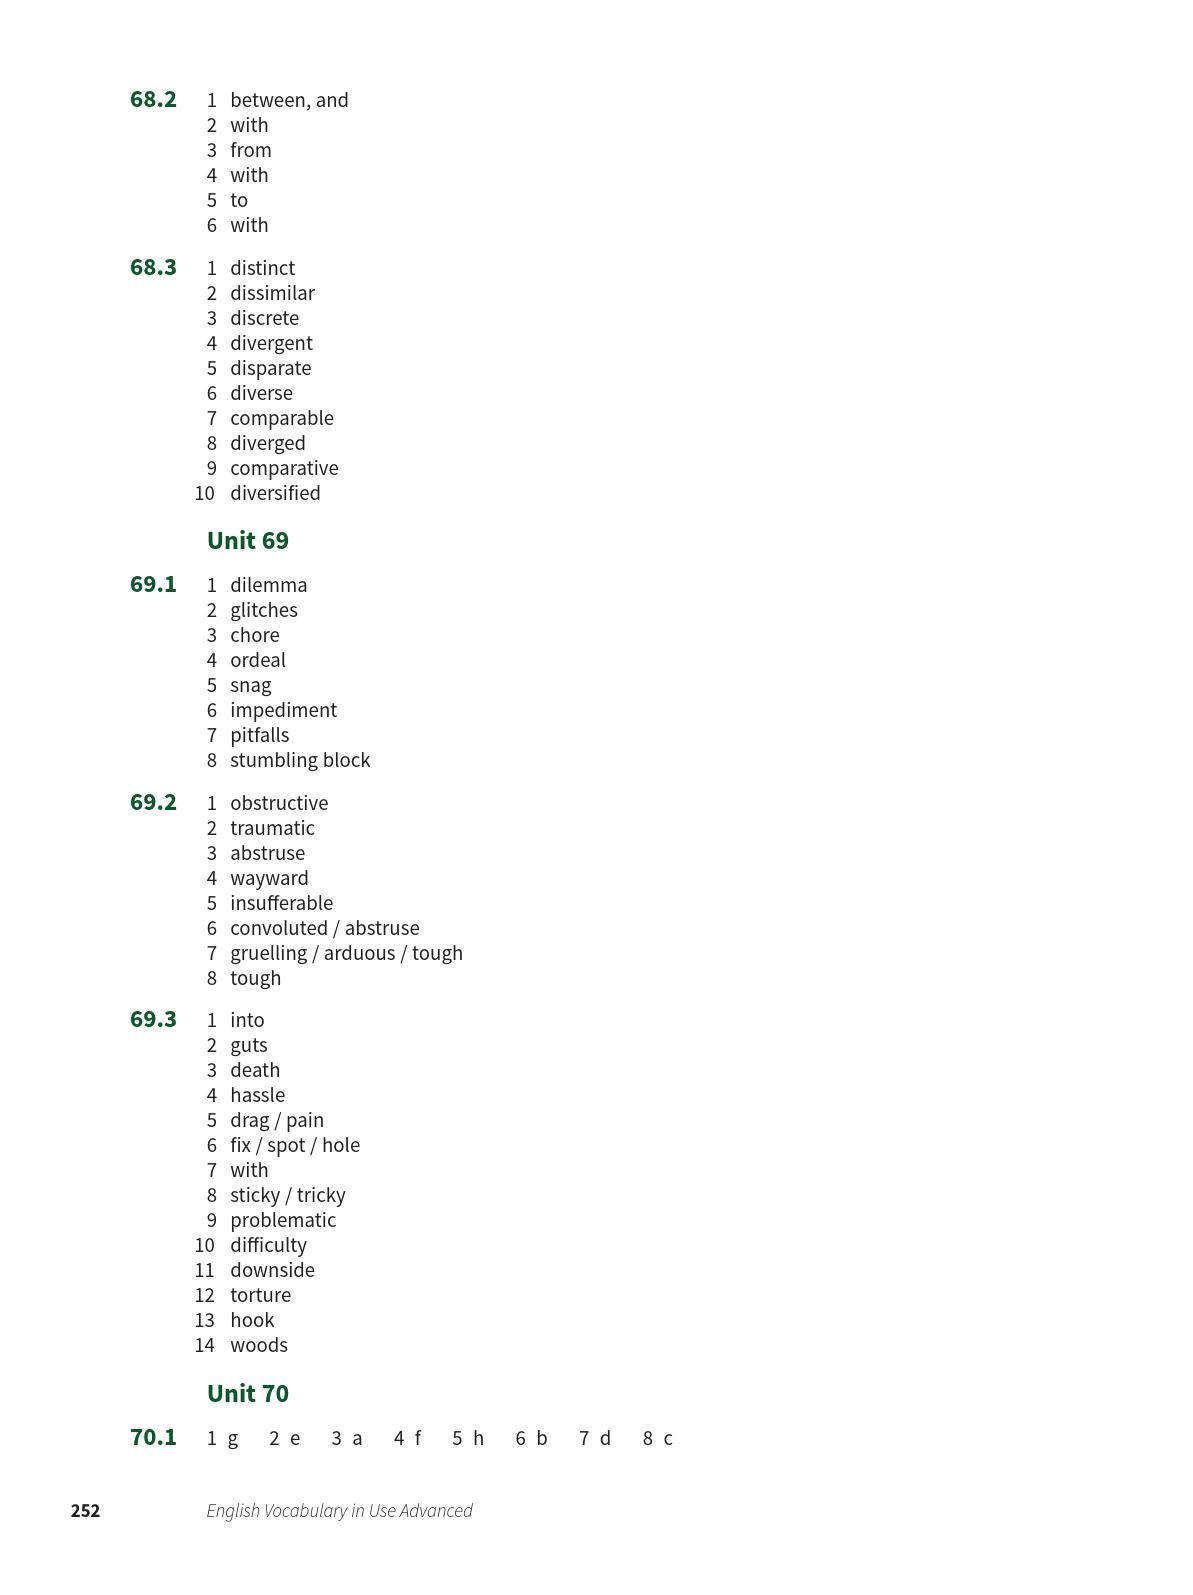 68.2 1 between, and
2 with
3 from
4 with
5 to
6 with
68.3 1 distinct
2 dissimilar
3 discrete
4 divergent
5 disparate
6 diverse
7 comparable
8 diverged
9 comparative
10 diversified
Unit 69
69.1 1 dilemma
2 glitches
3 chore
4 ordeal
5 snag
6 impediment
7 pitfalls
8 stumbling block
69.2 1 obstructive
2 traumatic
3 abstruse
4 wayward
5 insufferable
6 convoluted / abstruse
7 gruelling / arduous / tough
8 tough
69.3 1 into
2 guts
3 death
4 hassle
5 drag / pain
6 fix / spot / hole
7 with
8 sticky / tricky
9 problematic
10 difficulty
11 downside
12 torture
13 hook
14 woods
Unit 70
70.1 1 g 2 e 3 a 4 f 5 h 6 b 7 d 8 c
252 English Vocabulary in Use Advanced